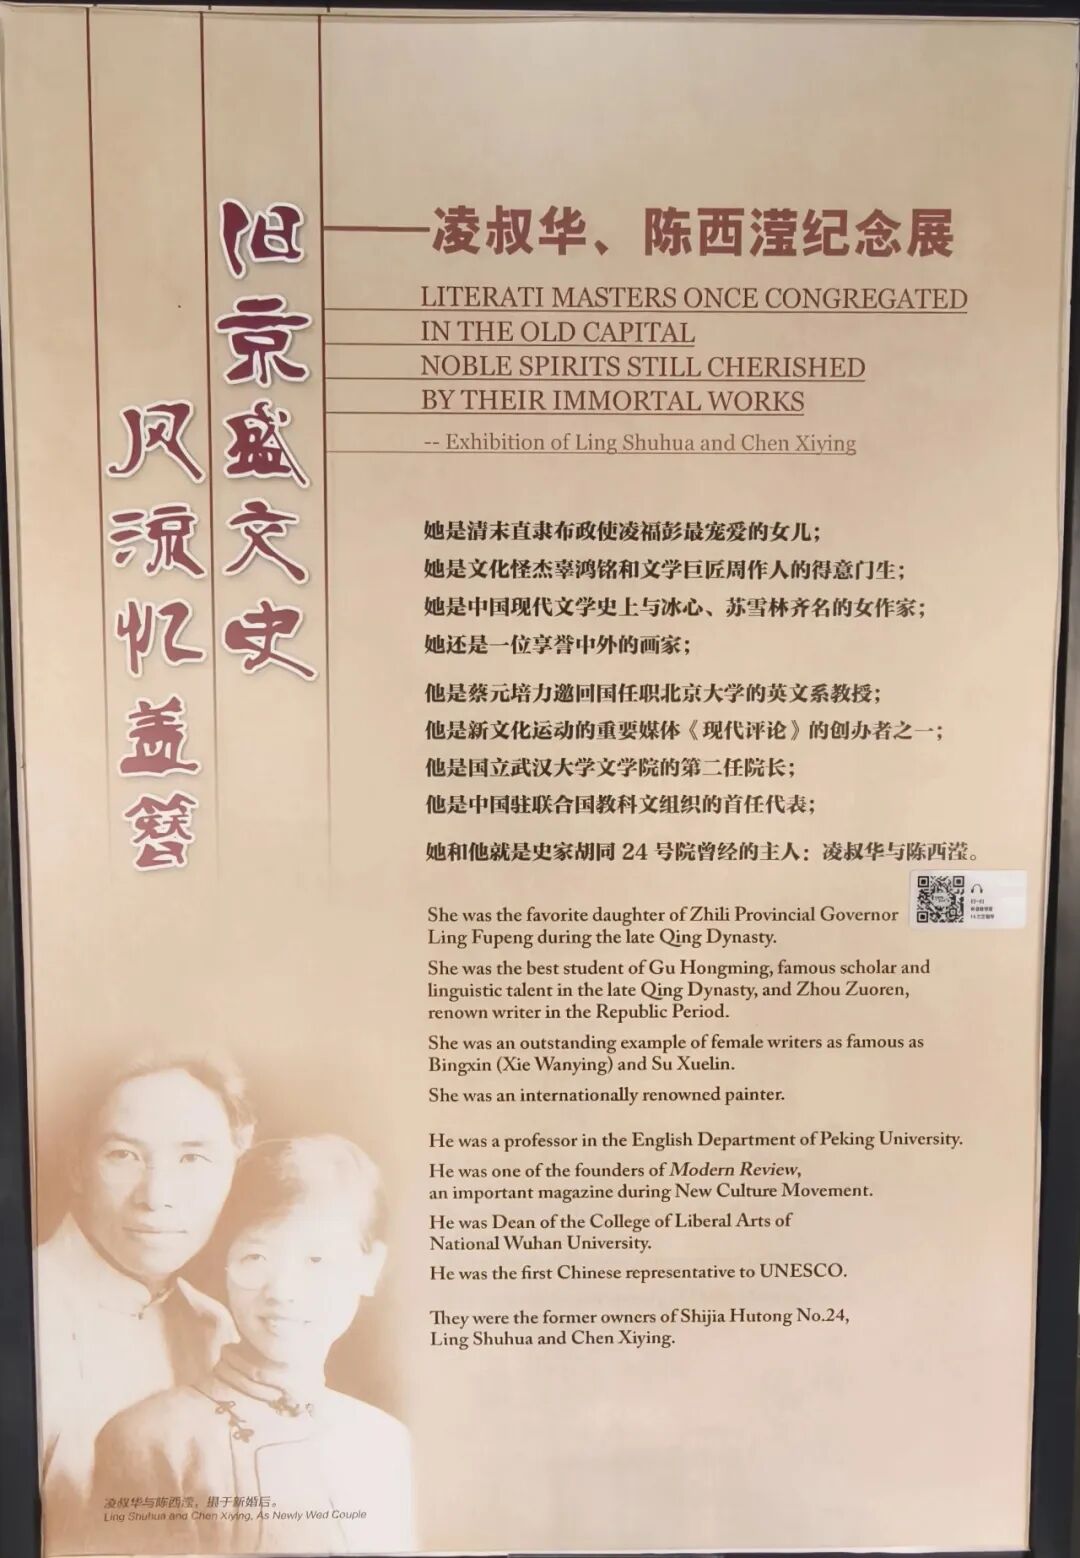 旧京盛文史
风流忆盖簪
——凌叔华、陈西滢纪念展
LITERATI MASTERS ONCE CONGREGATED
IN THE OLD CAPITAL
NOBLE SPIRITS STILL CHERISHED
BY THEIR IMMORTAL WORKS
-- Exhibition of Ling Shuhua and Chen Xiying
她是清末直隶布政使凌福彭最宠爱的女儿；
她是文化怪杰辜鸿铭和文学巨匠周作人的得意门生；
她是中国现代文学史上与冰心、苏雪林齐名的女作家；
她还是一位享誉中外的画家；
他是蔡元培力邀回国任职北京大学的英文系教授；
他是新文化运动的重要媒体《现代评论》的创办者之一；
他是国立武汉大学文学院的第二任院长；
他是中国驻联合国教科文组织的首任代表；
她和他就是史家胡同 24 号院曾经的主人：凌叔华与陈西滢。
She was the favorite daughter of Zhili Provincial Governor
Ling Fupeng during the late Qing Dynasty.
She was the best student of Gu Hongming, famous scholar and
linguistic talent in the late Qing Dynasty, and Zhou Zuoren,
renown writer in the Republic Period.
She was an outstanding example of female writers as famous as
Bingxin (Xie Wanying) and Su Xuelin.
She was an internationally renowned painter.
He was a professor in the English Department of Peking University.
He was one of the founders of Modern Review,
an important magazine during New Culture Movement.
He was Dean of the College of Liberal Arts of
National Wuhan University.
He was the first Chinese representative to UNESCO.
They were the former owners of Shijia Hutong No.24,
Ling Shuhua and Chen Xiying.
凌叔华与陈西滢，摄于新婚后。
Ling Shuhua and Chen Xiying, As Newly Wed Couple